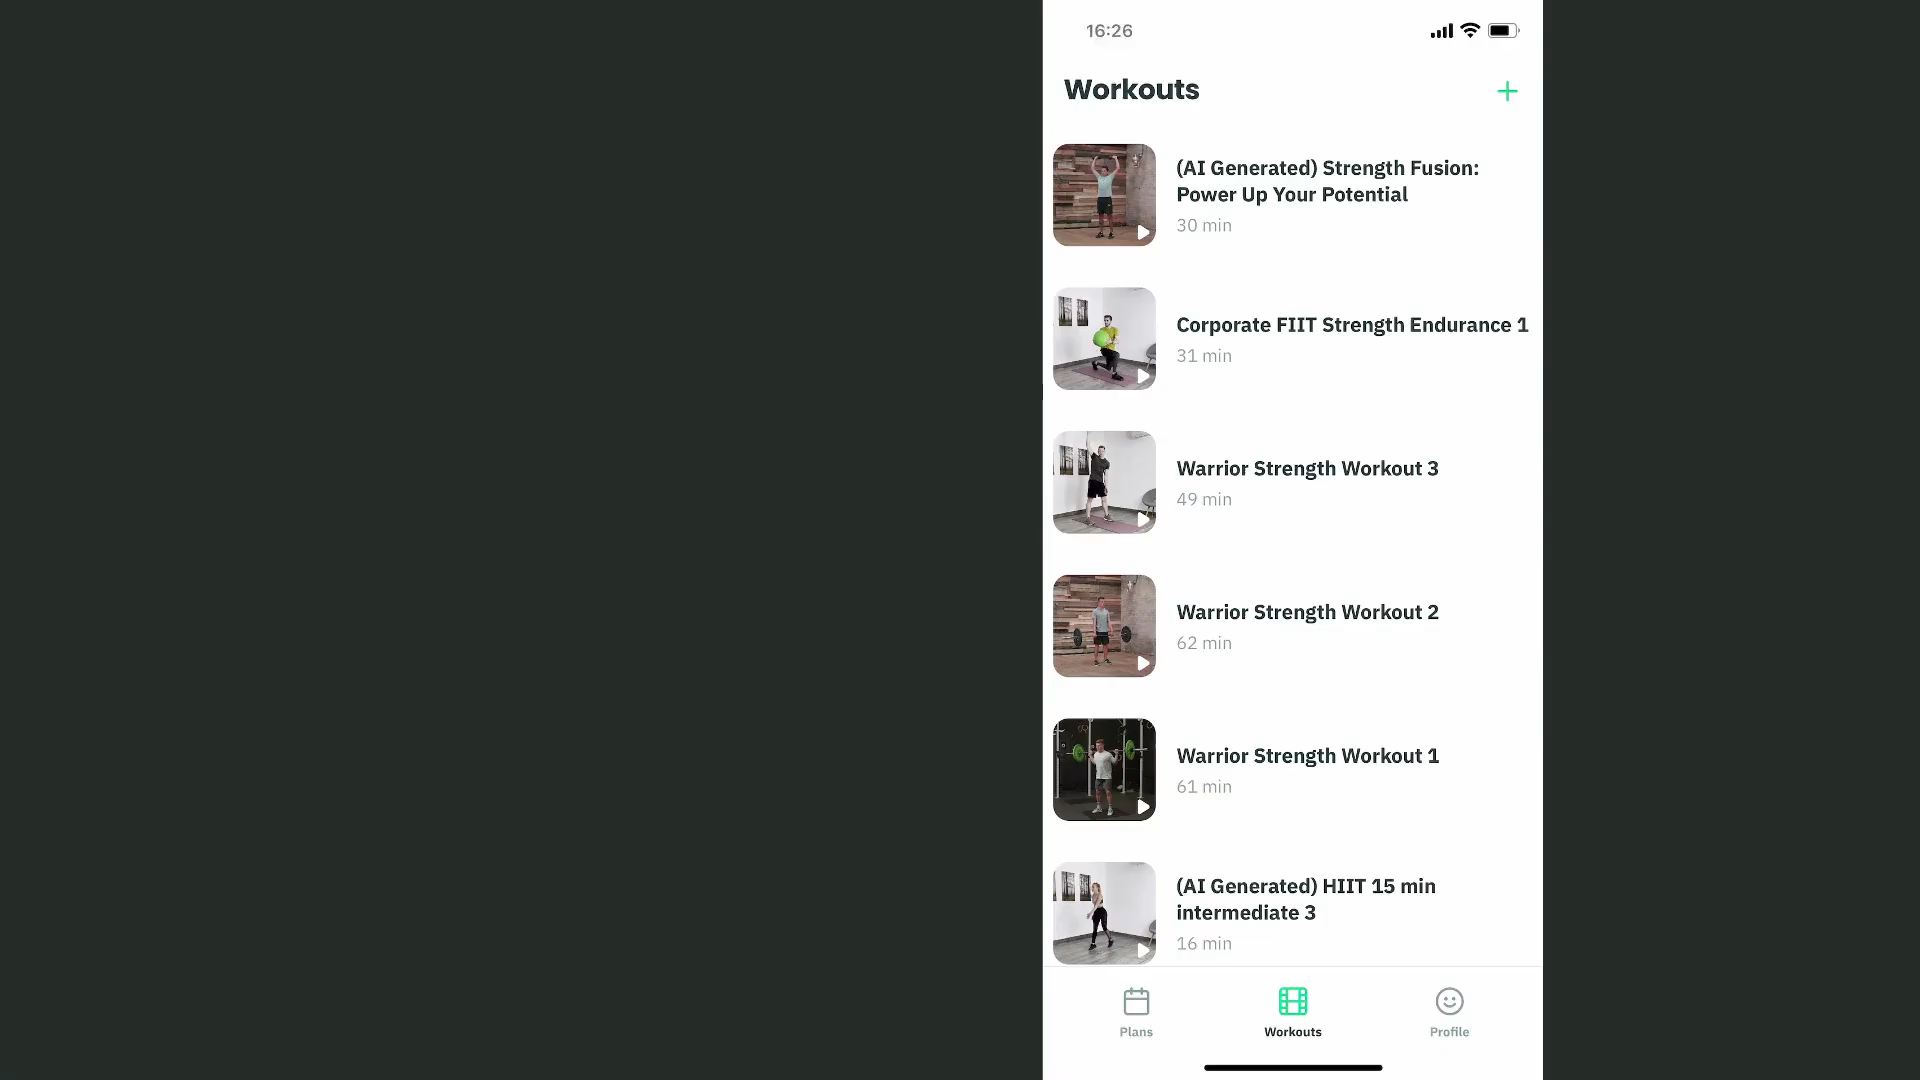 16:26
Workouts
(AI Generated) Strength Fusion:
Power Up Your Potential
30 min
Corporate FIIT Strength Endurance 1
31 min
Warrior Strength Workout 3
49 min
Warrior Strength Workout 2
62 min
Warrior Strength Workout 1
61 min
(AI Generated) HIIT 15 min
intermediate 3
16 min
Plans
Workouts
Profile